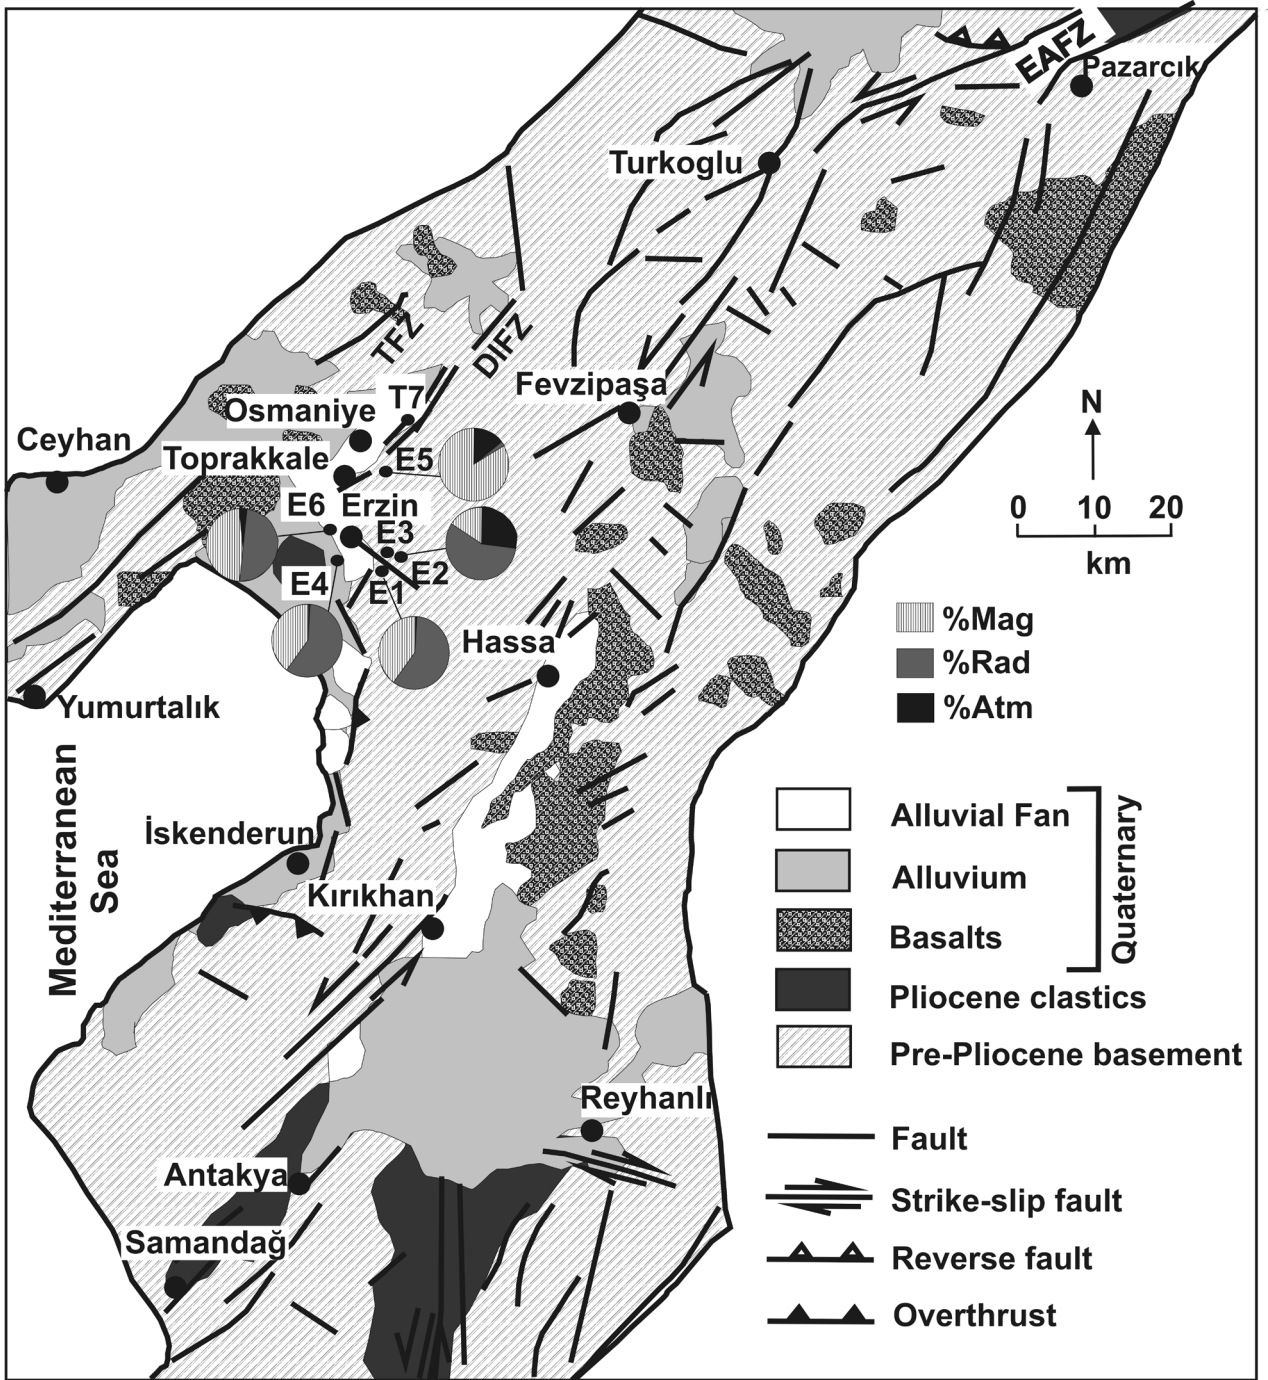 EAFZ
Pazarcık
Turkoglu
TFZ
DIFZ
Fevzipaşa
T7
Osmaniye
Ceyhan
Toprakkale
E5
N
E6
Erzin
E3
0 10 20
km
E4
E1
E2
%Mag
Hassa
%Rad
%Atm
Yumurtalık
Mediterranean
Sea
İskenderun
Kırıkhan
Alluvial Fan
Alluvium
Basalts
Quaternary
Pliocene clastics
Pre-Pliocene basement
Reyhanlı
Fault
Antakya
Strike-slip fault
Samandağ
Reverse fault
Overthrust